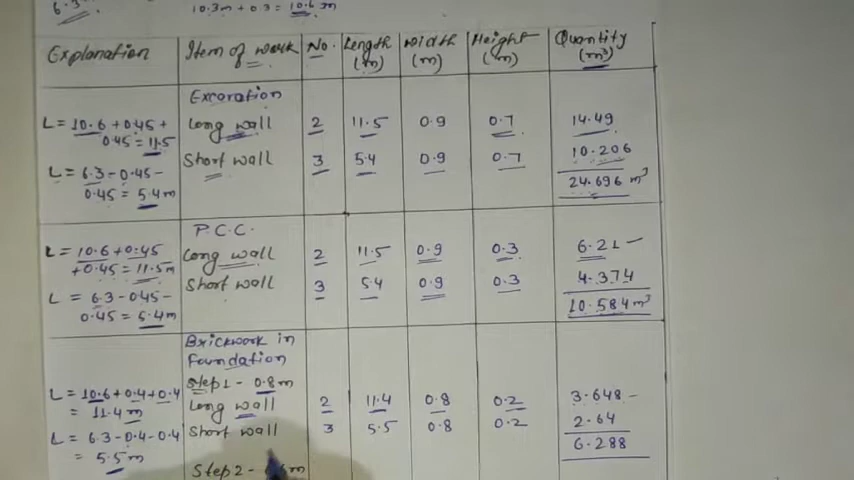 6.3
10.3m + 0.3 = 10.6 m
Explanation Item of work No. Length (m) Width (m) Height (m) Quantity (m³)
Excavation
L = 10.6 + 0.45 + 0.45 = 11.5 Long wall 2 11.5 0.9 0.7 14.49
L = 6.3 - 0.45 - 0.45 = 5.4m Short wall 3 5.4 0.9 0.7 10.206
24.696 m³
P.C.C.
L = 10.6 + 0.45 + 0.45 = 11.5m Long wall 2 11.5 0.9 0.3 6.21
L = 6.3 - 0.45 - 0.45 = 5.4m Short wall 3 5.4 0.9 0.3 4.374
10.584m³
Brickwork in
Foundation
Step1 - 0.8m
L = 10.6 + 0.4 + 0.4 = 11.4m Long wall 2 11.4 0.8 0.2 3.648
L = 6.3 - 0.4 - 0.4 = 5.5m Short wall 3 5.5 0.8 0.2 2.64
6.288
Step2 -